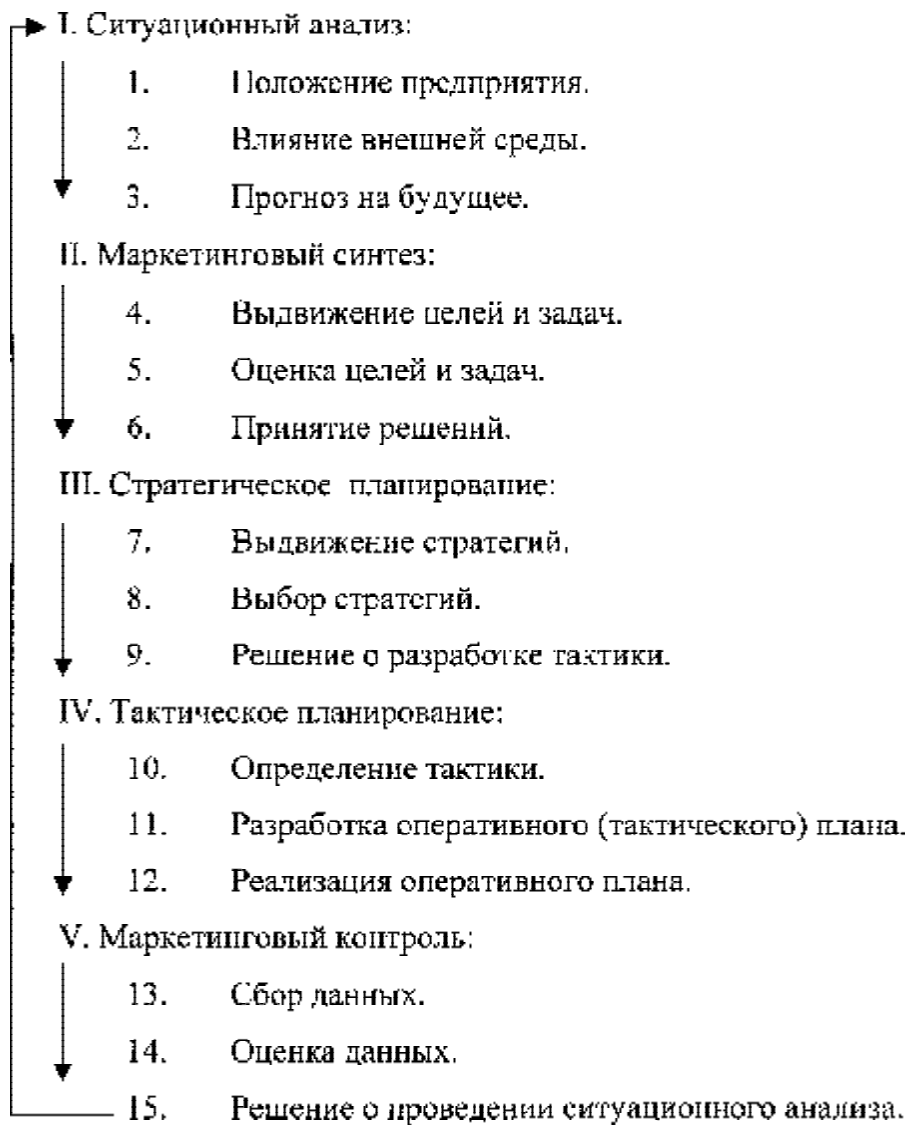 I. Ситуационный анализ:
1. Положение предприятия.
2. Влияние внешней среды.
3. Прогноз на будущее.
II. Маркетинговый синтез:
4. Выдвижение целей и задач.
5. Оценка целей и задач.
6. Принятие решений.
III. Стратегическое планирование:
7. Выдвижение стратегий.
8. Выбор стратегий.
9. Решение о разработке тактики.
IV. Тактическое планирование:
10. Определение тактики.
11. Разработка оперативного (тактического) плана.
12. Реализация оперативного плана.
V. Маркетинговый контроль:
13. Сбор данных.
14. Оценка данных.
15. Решение о проведении ситуационного анализа.